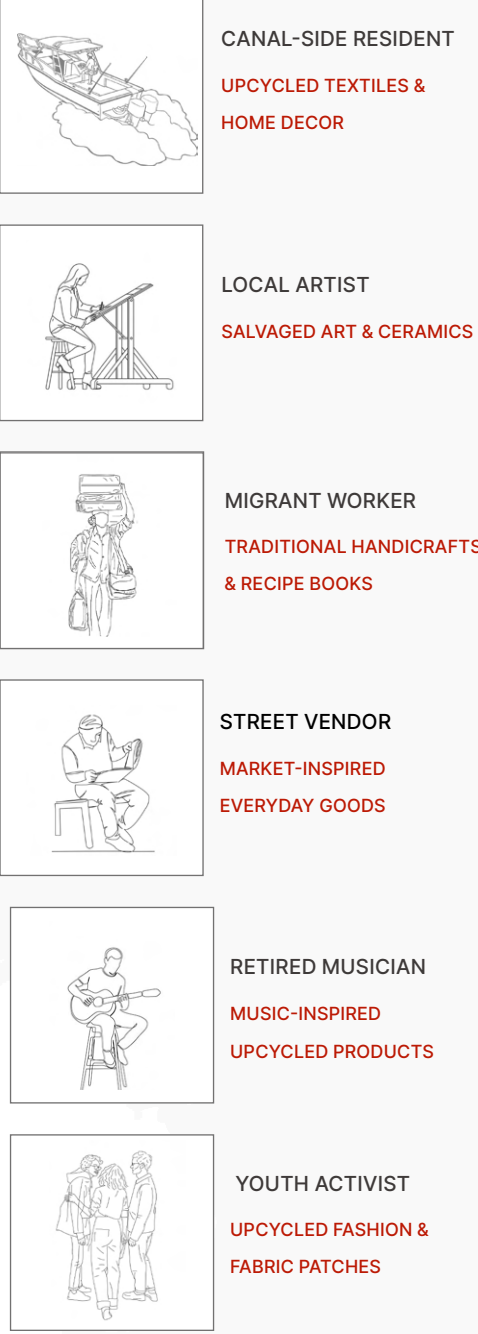 CANAL-SIDE RESIDENT
UPCYCLED TEXTILES &
HOME DECOR
LOCAL ARTIST
SALVAGED ART & CERAMICS
MIGRANT WORKER
TRADITIONAL HANDICRAFTS
& RECIPE BOOKS
STREET VENDOR
MARKET-INSPIRED
EVERYDAY GOODS
RETIRED MUSICIAN
MUSIC-INSPIRED
UPCYCLED PRODUCTS
YOUTH ACTIVIST
UPCYCLED FASHION &
FABRIC PATCHES